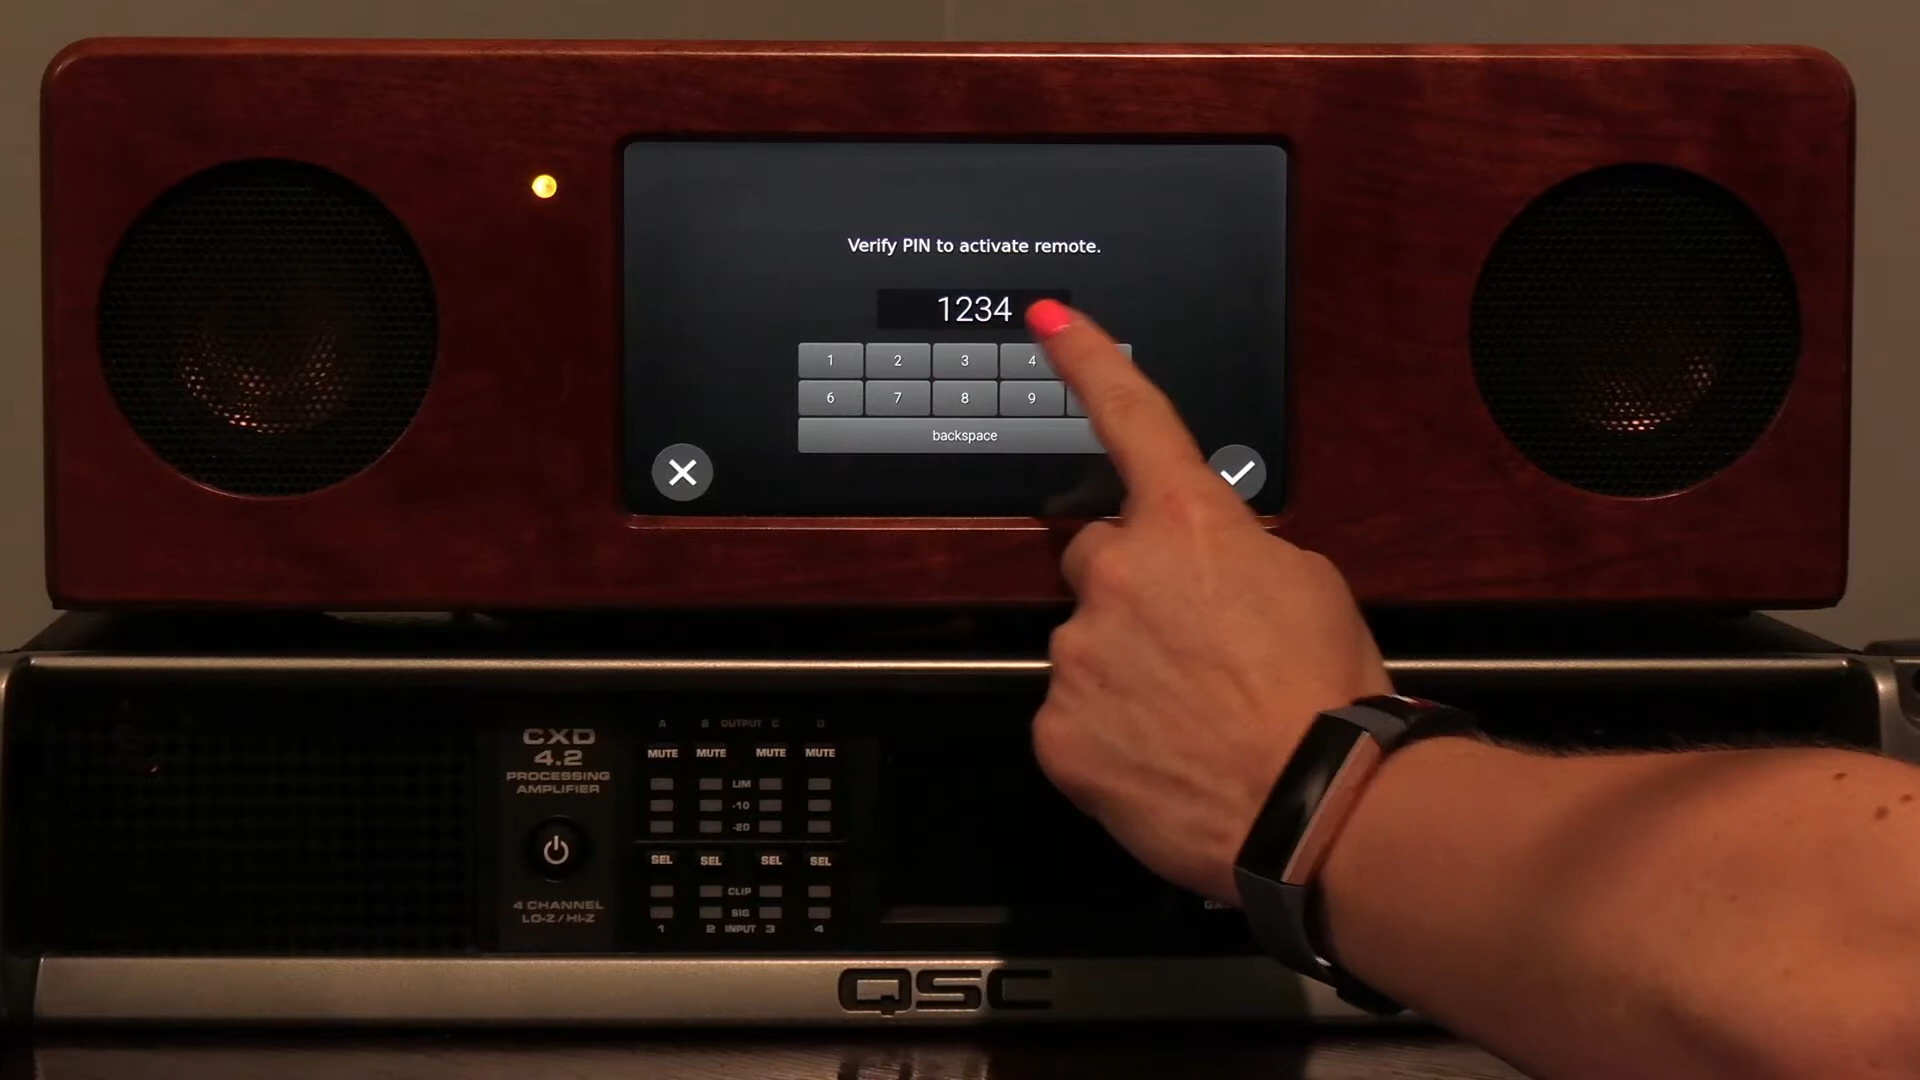 Verify PIN to activate remote.
1234
1 2 3 4
6 7 8 9
backspace
CXD
4.2
PROCESSING
AMPLIFIER
4 CHANNEL
LO-Z / HI-Z
A B OUTPUT C D
MUTE MUTE MUTE MUTE
LIM
-10
-20
SEL SEL SEL SEL
CLIP
SIG
1 2 INPUT 3 4
QSC